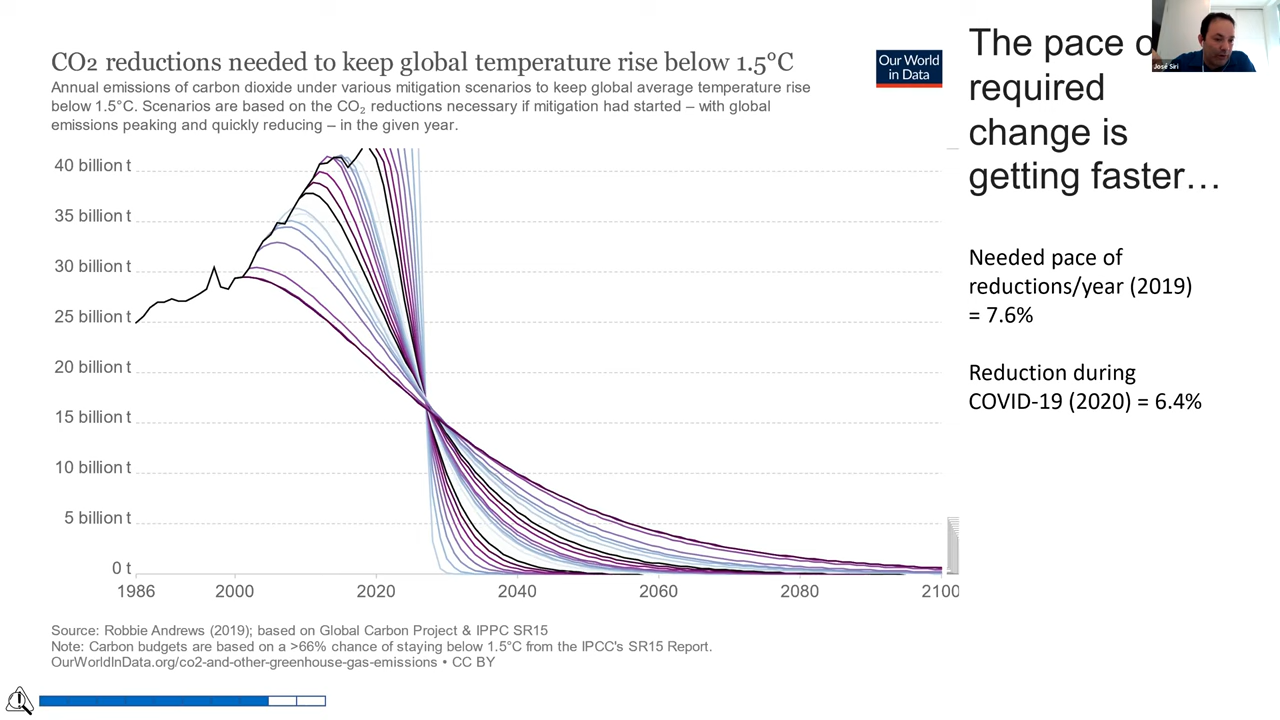 CO2 reductions needed to keep global temperature rise below 1.5°C
Annual emissions of carbon dioxide under various mitigation scenarios to keep global average temperature rise
below 1.5°C. Scenarios are based on the CO₂ reductions necessary if mitigation had started – with global
emissions peaking and quickly reducing – in the given year.
Our World
in Data
40 billion t
35 billion t
30 billion t
25 billion t
20 billion t
15 billion t
10 billion t
5 billion t
0 t
1986 2000 2020 2040 2060 2080 2100
Source: Robbie Andrews (2019); based on Global Carbon Project & IPPC SR15
Note: Carbon budgets are based on a >66% chance of staying below 1.5°C from the IPCC's SR15 Report.
OurWorldInData.org/co2-and-other-greenhouse-gas-emissions • CC BY
The pace
required
change is
getting faster…
Needed pace of
reductions/year (2019)
= 7.6%
Reduction during
COVID-19 (2020) = 6.4%
José Siri